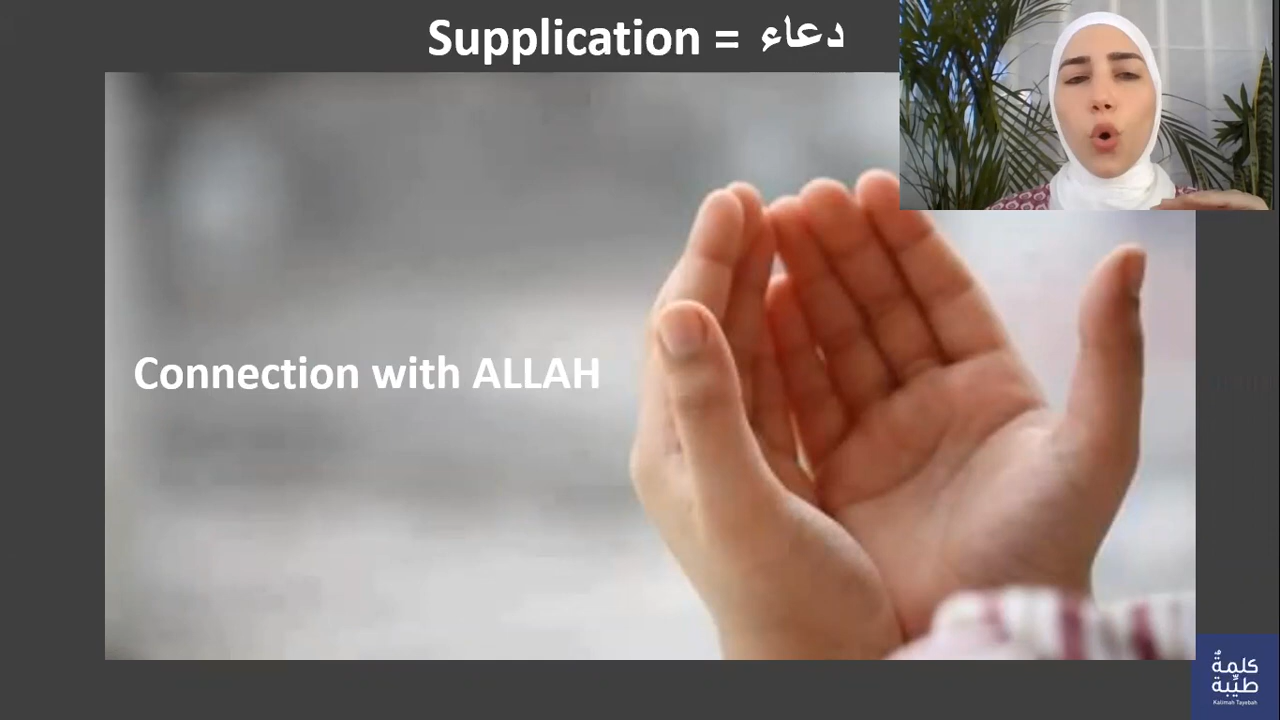 Supplication = دعاء
Connection with ALLAH
كلمةٌ
طيِّبة
Kalimah Tayebah